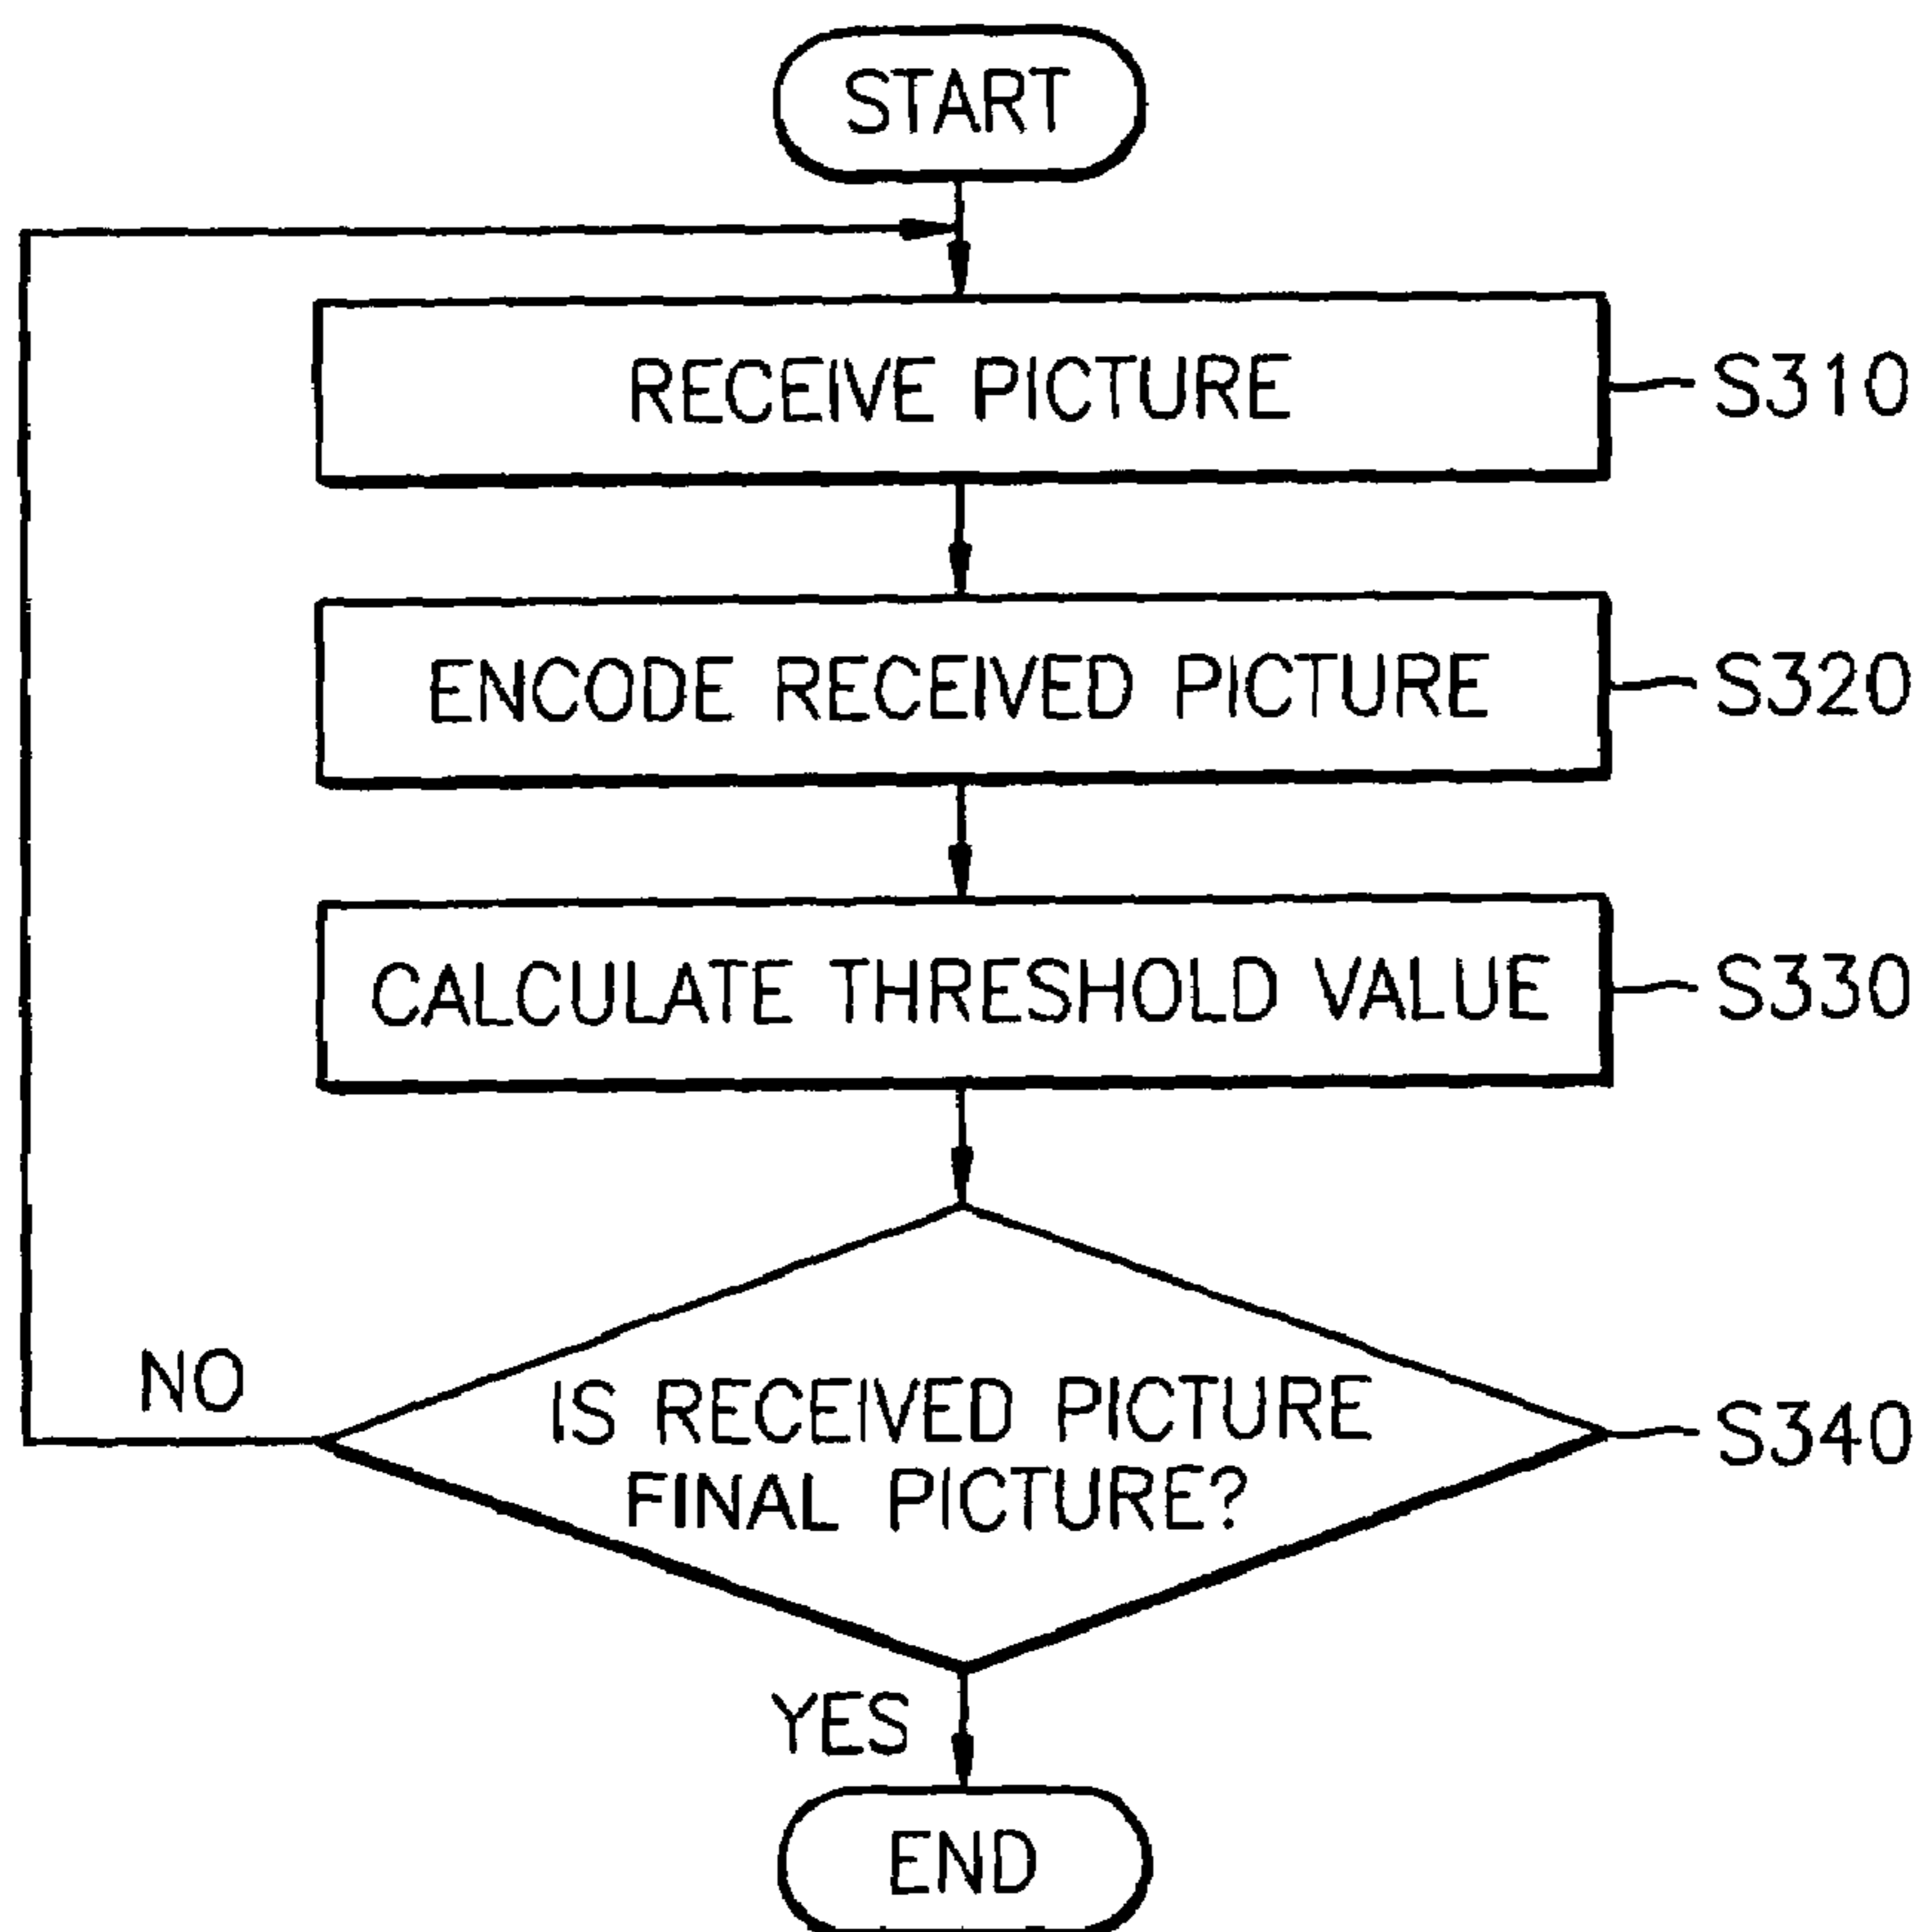 START
RECEIVE PICTURE
S310
ENCODE RECEIVED PICTURE
S320
CALCULATE THRESHOLD VALUE
S330
NO
IS RECEIVED PICTURE
FINAL PICTURE?
S340
YES
END